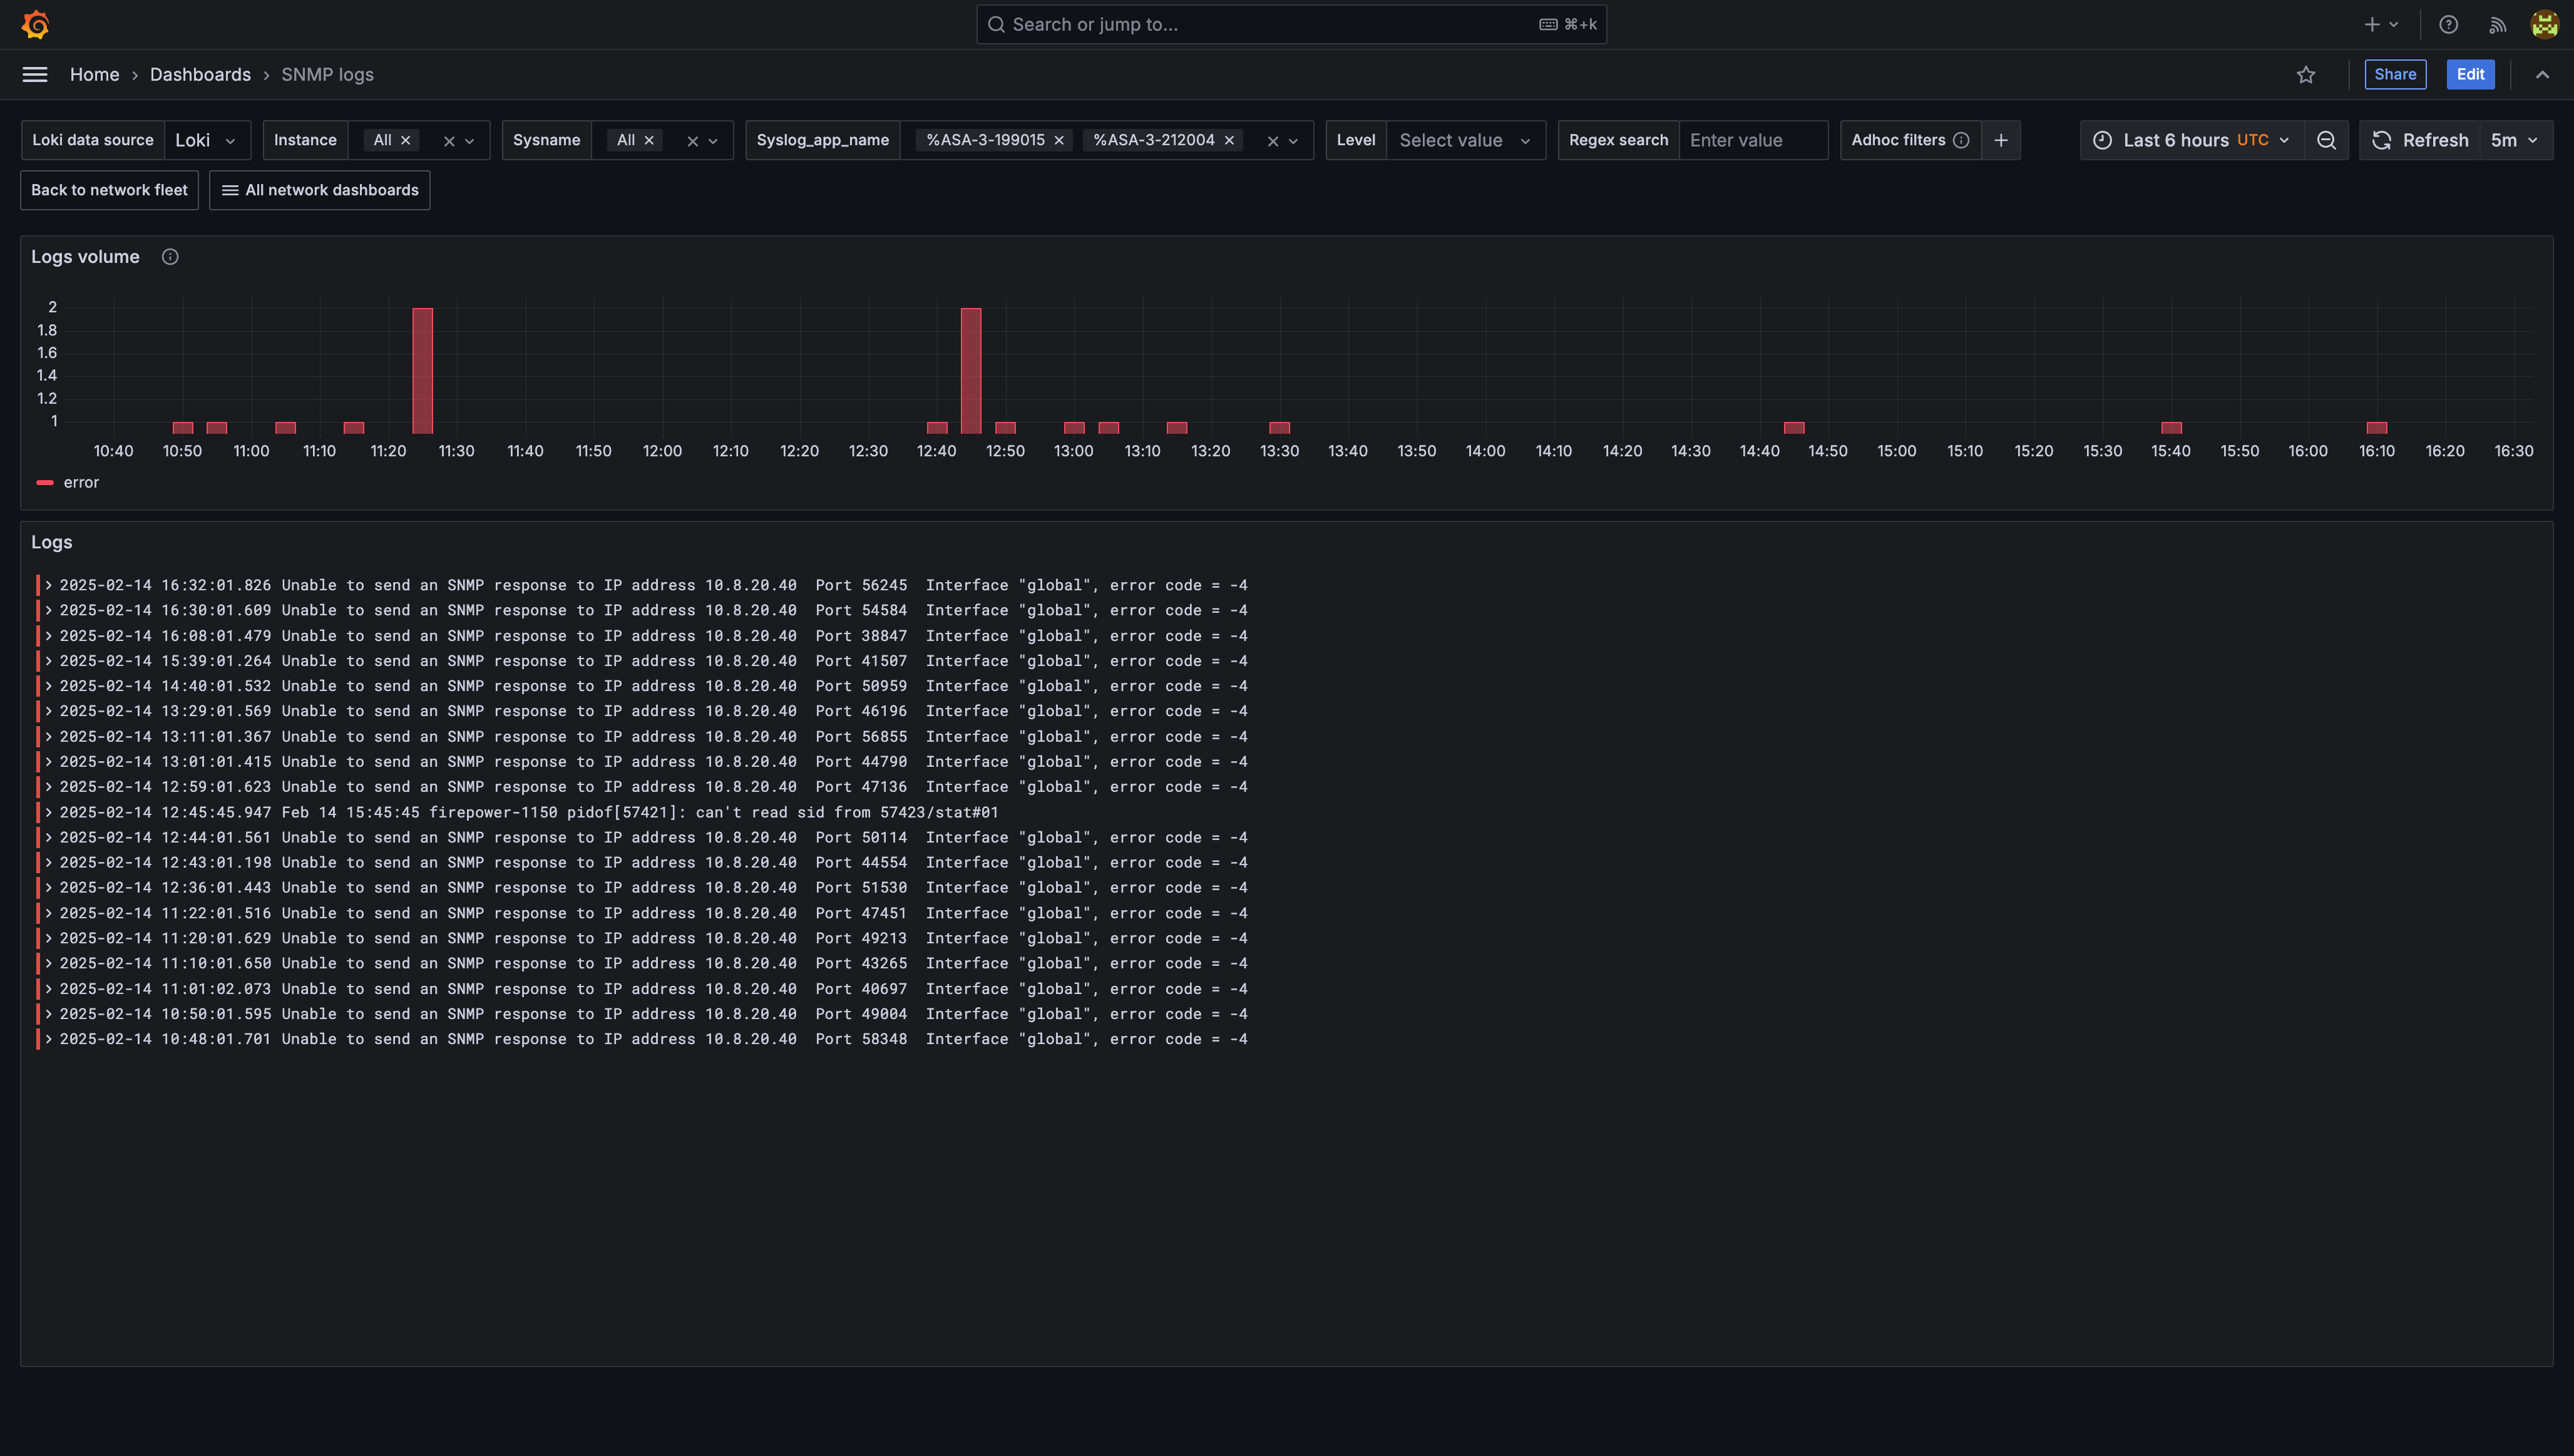 Search or jump to... ⌘+k
Home › Dashboards › SNMP logs Share Edit
Loki data source Loki Instance All Sysname All Syslog_app_name %ASA-3-199015 %ASA-3-212004 Level Select value Regex search Enter value Adhoc filters Last 6 hours UTC Refresh 5m
Back to network fleet All network dashboards
Logs volume
2
1.8
1.6
1.4
1.2
1
10:40 10:50 11:00 11:10 11:20 11:30 11:40 11:50 12:00 12:10 12:20 12:30 12:40 12:50 13:00 13:10 13:20 13:30 13:40 13:50 14:00 14:10 14:20 14:30 14:40 14:50 15:00 15:10 15:20 15:30 15:40 15:50 16:00 16:10 16:20 16:30
error
Logs
2025-02-14 16:32:01.826 Unable to send an SNMP response to IP address 10.8.20.40 Port 56245 Interface "global", error code = -4
2025-02-14 16:30:01.609 Unable to send an SNMP response to IP address 10.8.20.40 Port 54584 Interface "global", error code = -4
2025-02-14 16:08:01.479 Unable to send an SNMP response to IP address 10.8.20.40 Port 38847 Interface "global", error code = -4
2025-02-14 15:39:01.264 Unable to send an SNMP response to IP address 10.8.20.40 Port 41507 Interface "global", error code = -4
2025-02-14 14:40:01.532 Unable to send an SNMP response to IP address 10.8.20.40 Port 50959 Interface "global", error code = -4
2025-02-14 13:29:01.569 Unable to send an SNMP response to IP address 10.8.20.40 Port 46196 Interface "global", error code = -4
2025-02-14 13:11:01.367 Unable to send an SNMP response to IP address 10.8.20.40 Port 56855 Interface "global", error code = -4
2025-02-14 13:01:01.415 Unable to send an SNMP response to IP address 10.8.20.40 Port 44790 Interface "global", error code = -4
2025-02-14 12:59:01.623 Unable to send an SNMP response to IP address 10.8.20.40 Port 47136 Interface "global", error code = -4
2025-02-14 12:45:45.947 Feb 14 15:45:45 firepower-1150 pidof[57421]: can't read sid from 57423/stat#01
2025-02-14 12:44:01.561 Unable to send an SNMP response to IP address 10.8.20.40 Port 50114 Interface "global", error code = -4
2025-02-14 12:43:01.198 Unable to send an SNMP response to IP address 10.8.20.40 Port 44554 Interface "global", error code = -4
2025-02-14 12:36:01.443 Unable to send an SNMP response to IP address 10.8.20.40 Port 51530 Interface "global", error code = -4
2025-02-14 11:22:01.516 Unable to send an SNMP response to IP address 10.8.20.40 Port 47451 Interface "global", error code = -4
2025-02-14 11:20:01.629 Unable to send an SNMP response to IP address 10.8.20.40 Port 49213 Interface "global", error code = -4
2025-02-14 11:10:01.650 Unable to send an SNMP response to IP address 10.8.20.40 Port 43265 Interface "global", error code = -4
2025-02-14 11:01:02.073 Unable to send an SNMP response to IP address 10.8.20.40 Port 40697 Interface "global", error code = -4
2025-02-14 10:50:01.595 Unable to send an SNMP response to IP address 10.8.20.40 Port 49004 Interface "global", error code = -4
2025-02-14 10:48:01.701 Unable to send an SNMP response to IP address 10.8.20.40 Port 58348 Interface "global", error code = -4